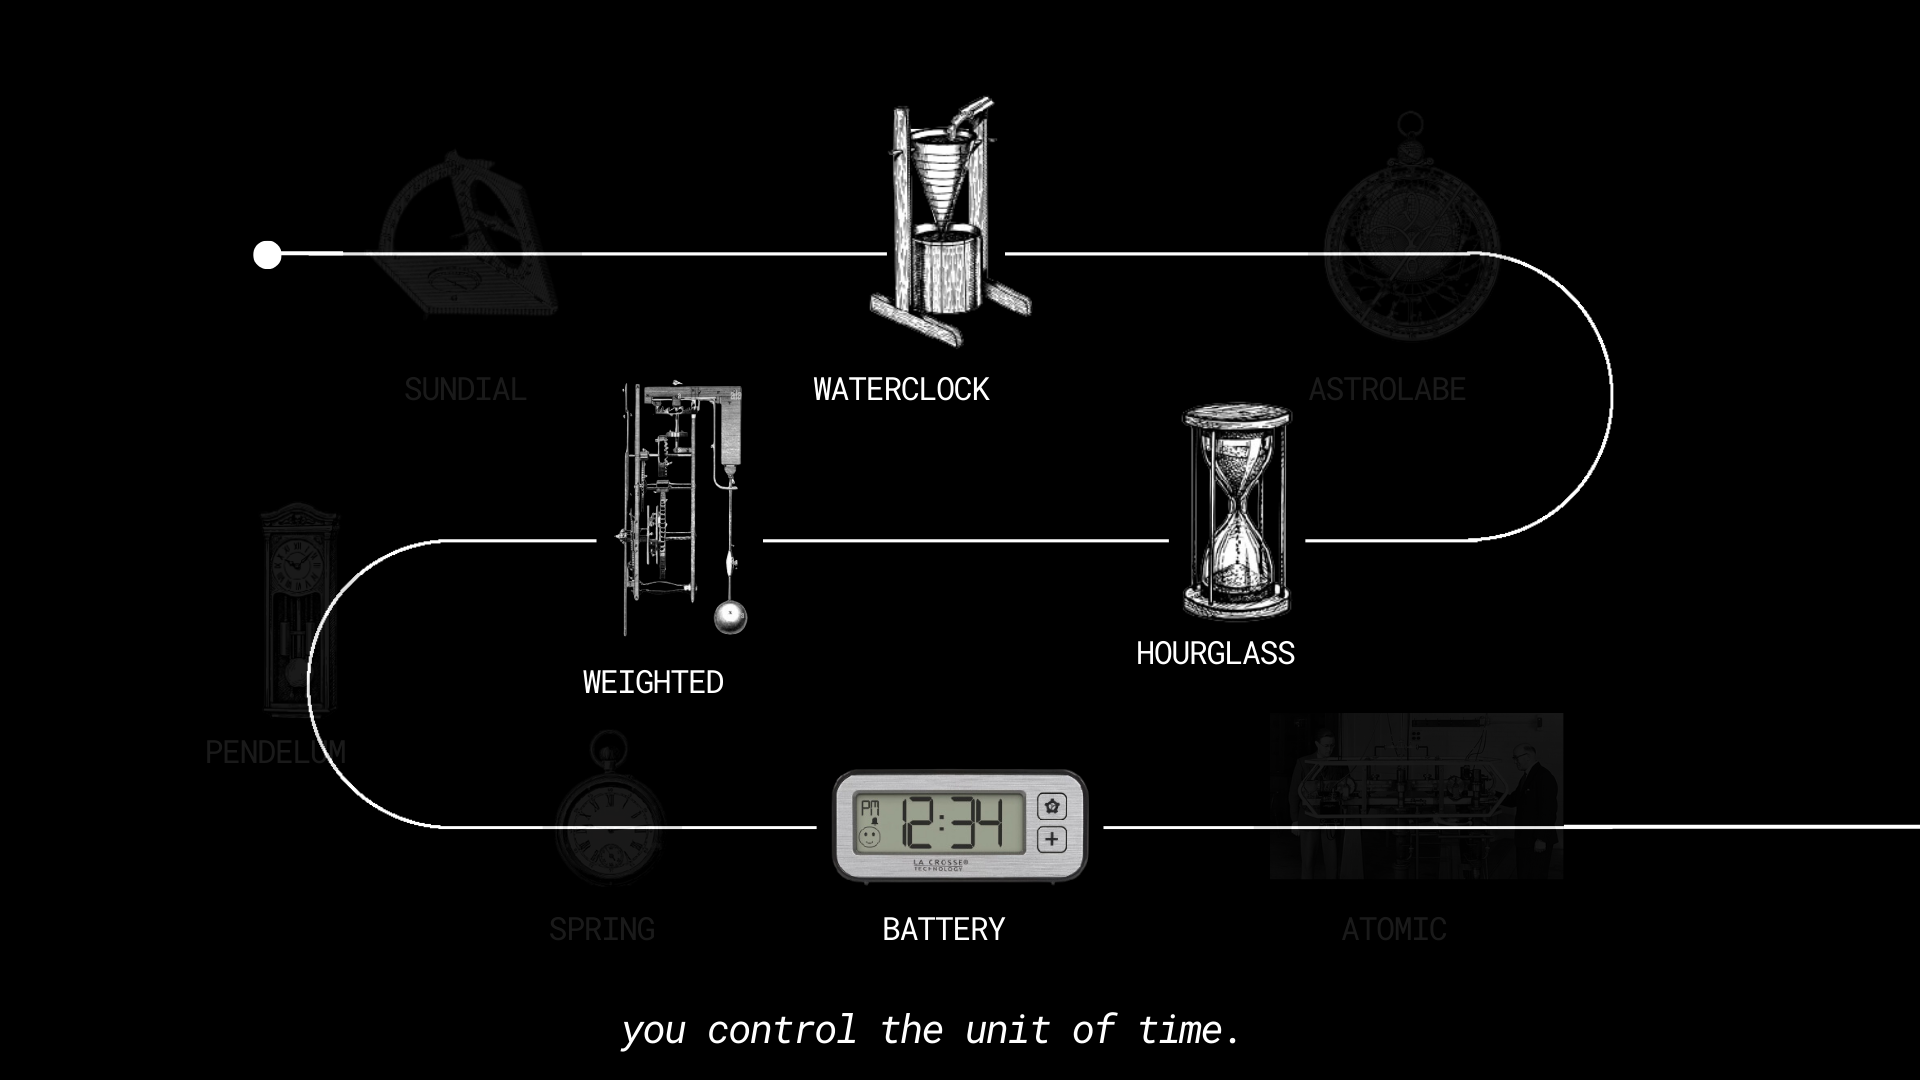 SUNDIAL
WATERCLOCK
ASTROLABE
HOURGLASS
WEIGHTED
PENDELUM
PM
12:34
LA CROSSE®
TECHNOLOGY
SPRING
BATTERY
ATOMIC
you control the unit of time.